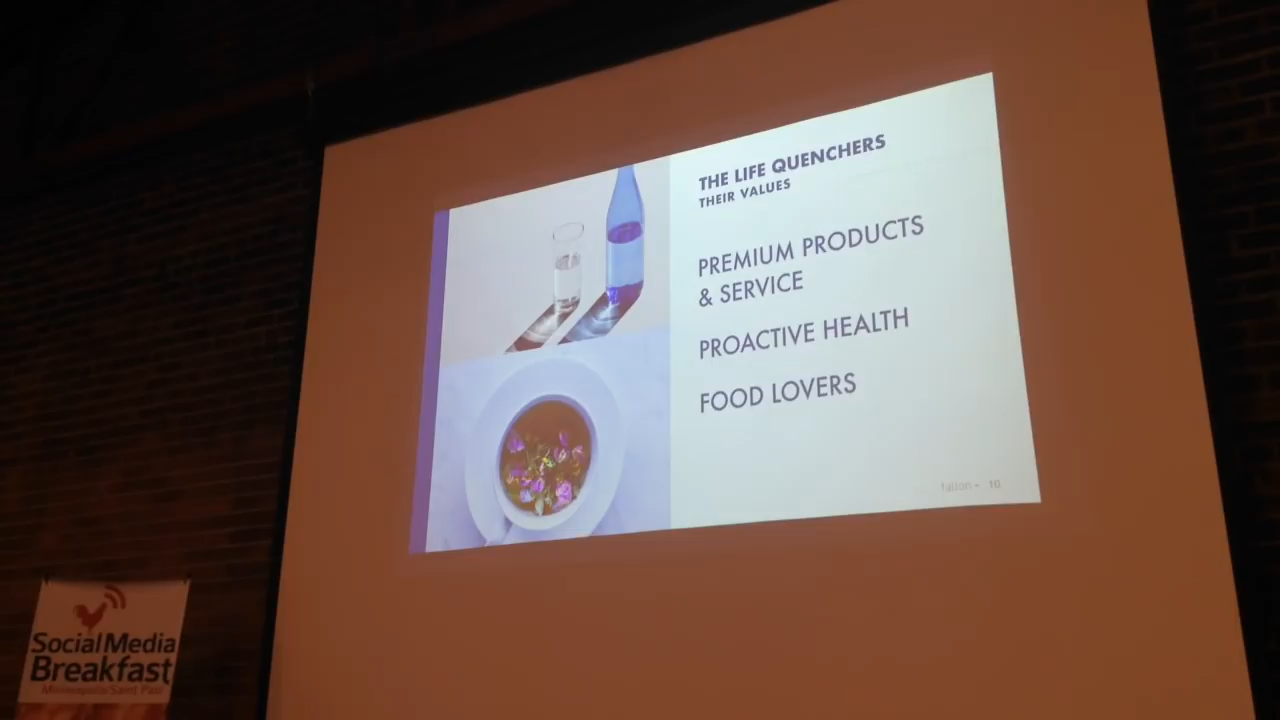 THE LIFE QUENCHERS
THEIR VALUES
PREMIUM PRODUCTS
& SERVICE
PROACTIVE HEALTH
FOOD LOVERS
fallon - 10
Social Media
Breakfast
Minneapolis/Saint Paul